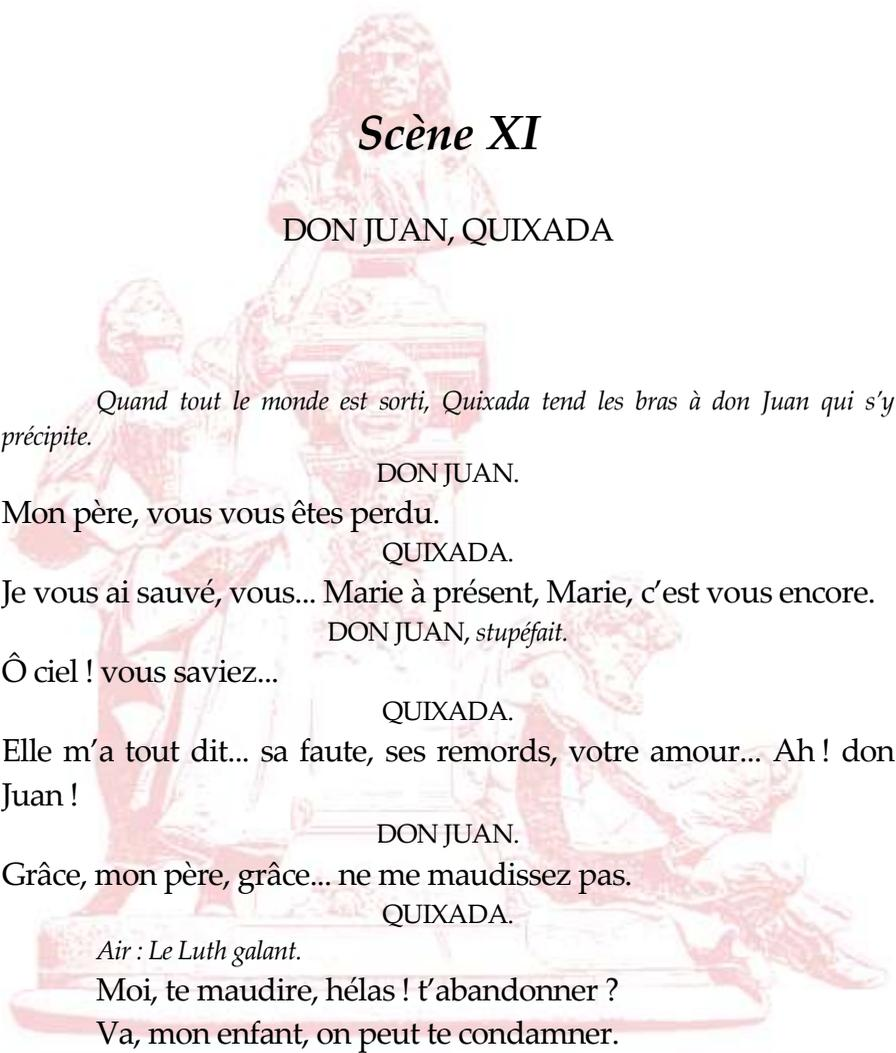 Scène XI
DON JUAN, QUIXADA
Quand tout le monde est sorti, Quixada tend les bras à don Juan qui s’y
précipite.
DON JUAN.
Mon père, vous vous êtes perdu.
QUIXADA.
Je vous ai sauvé, vous... Marie à présent, Marie, c’est vous encore.
DON JUAN, stupéfait.
Ô ciel ! vous saviez...
QUIXADA.
Elle m’a tout dit... sa faute, ses remords, votre amour... Ah ! don
Juan !
DON JUAN.
Grâce, mon père, grâce... ne me maudissez pas.
QUIXADA.
Air : Le Luth galant.
Moi, te maudire, hélas ! t’abandonner ?
Va, mon enfant, on peut te condamner.